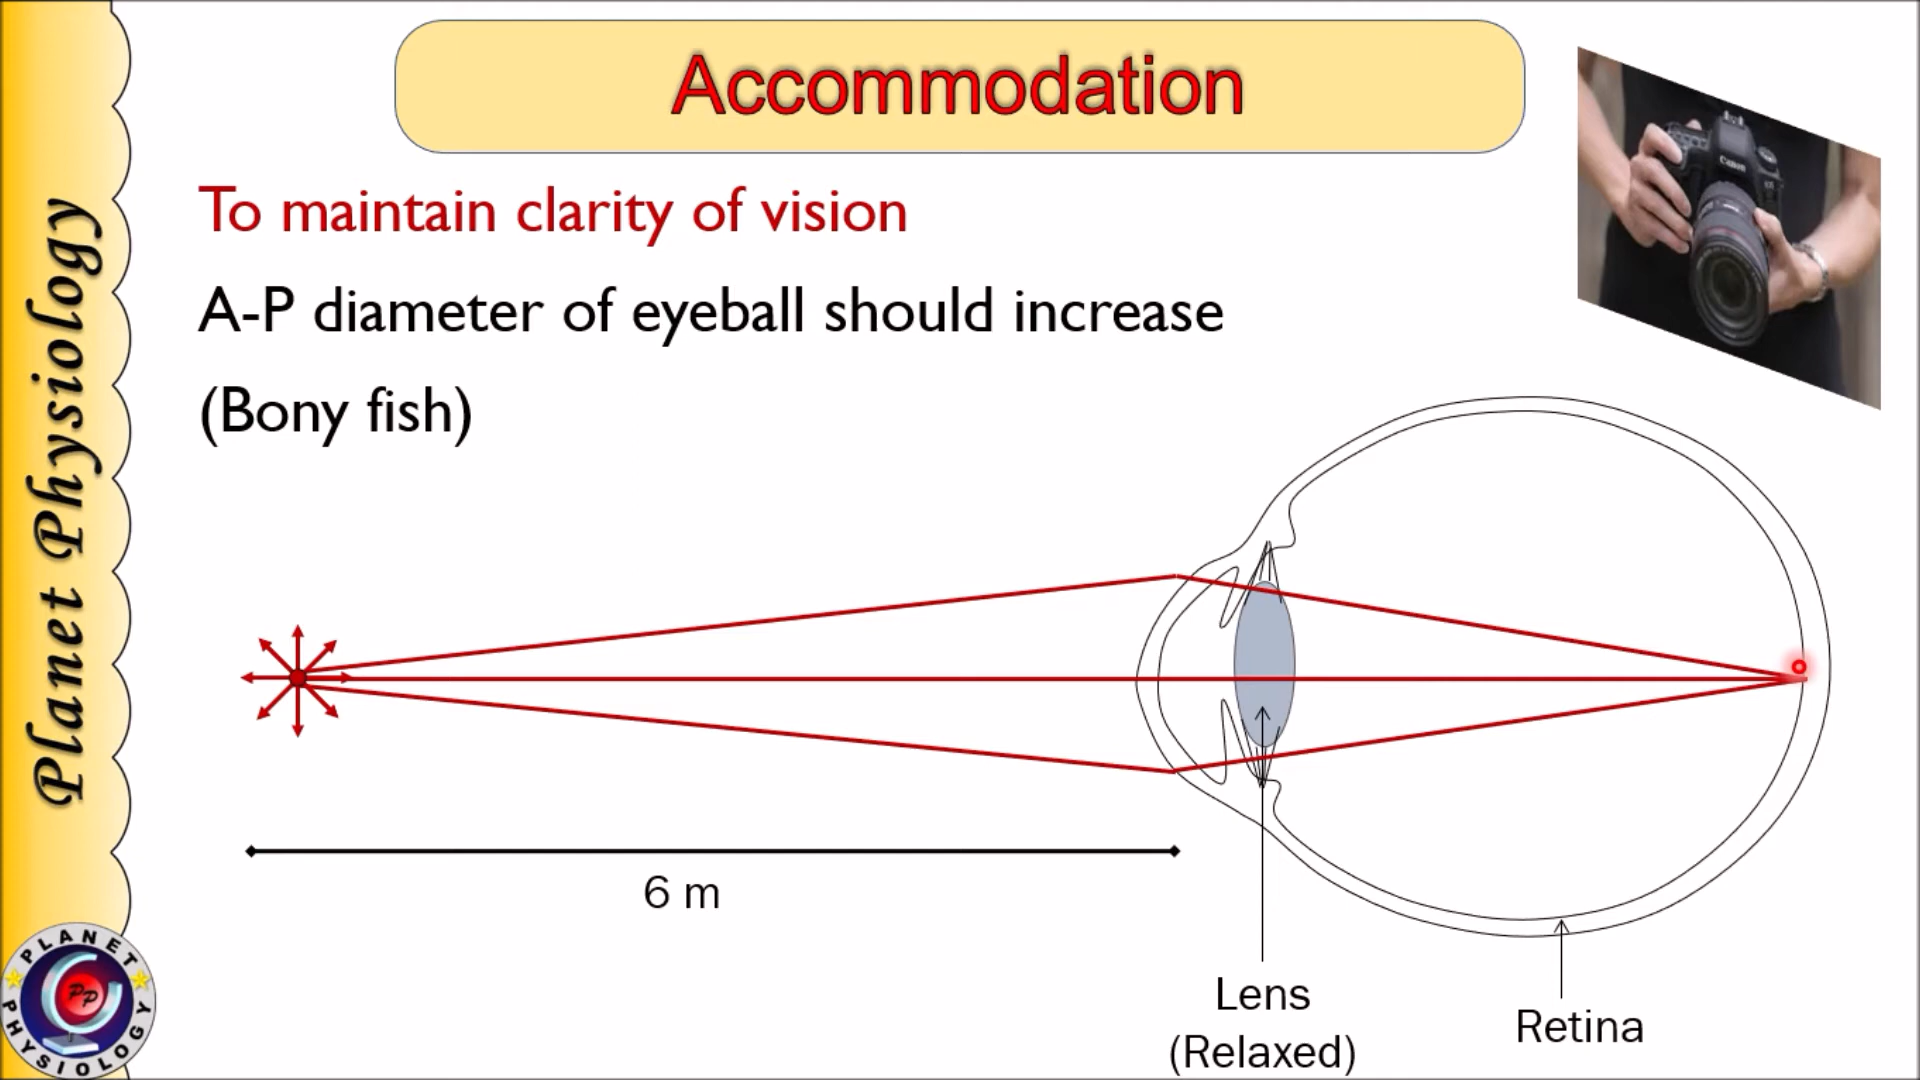 Accommodation
To maintain clarity of vision
A-P diameter of eyeball should increase
(Bony fish)
Canon
Planet Physiology
6 m
Lens
(Relaxed)
Retina
PLANET
PP
PHYSIOLOGY